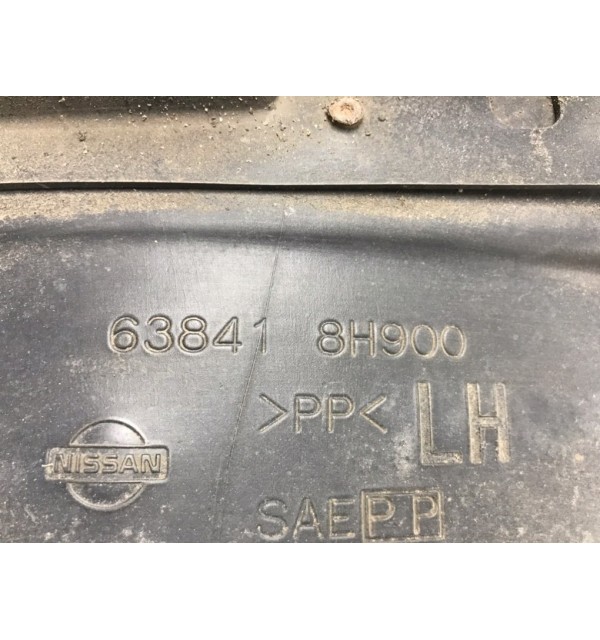 63841 8H900
>PP< LH
NISSAN
SAE PP